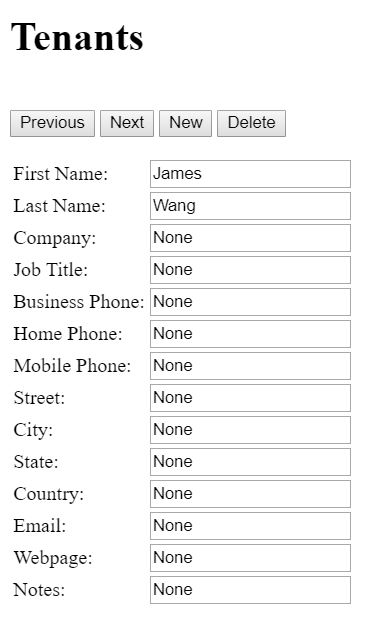 Tenants
Previous Next New Delete
First Name: James
Last Name: Wang
Company: None
Job Title: None
Business Phone: None
Home Phone: None
Mobile Phone: None
Street: None
City: None
State: None
Country: None
Email: None
Webpage: None
Notes: None